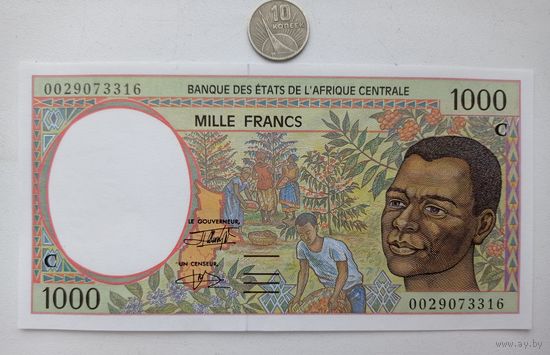 10
КОПЕЕК
0029073316
BANQUE DES ÉTATS DE L'AFRIQUE CENTRALE
1000
MILLE FRANCS
C
LE GOUVERNEUR,
UN CENSEUR,
C
1000
0029073316
www.ay.by